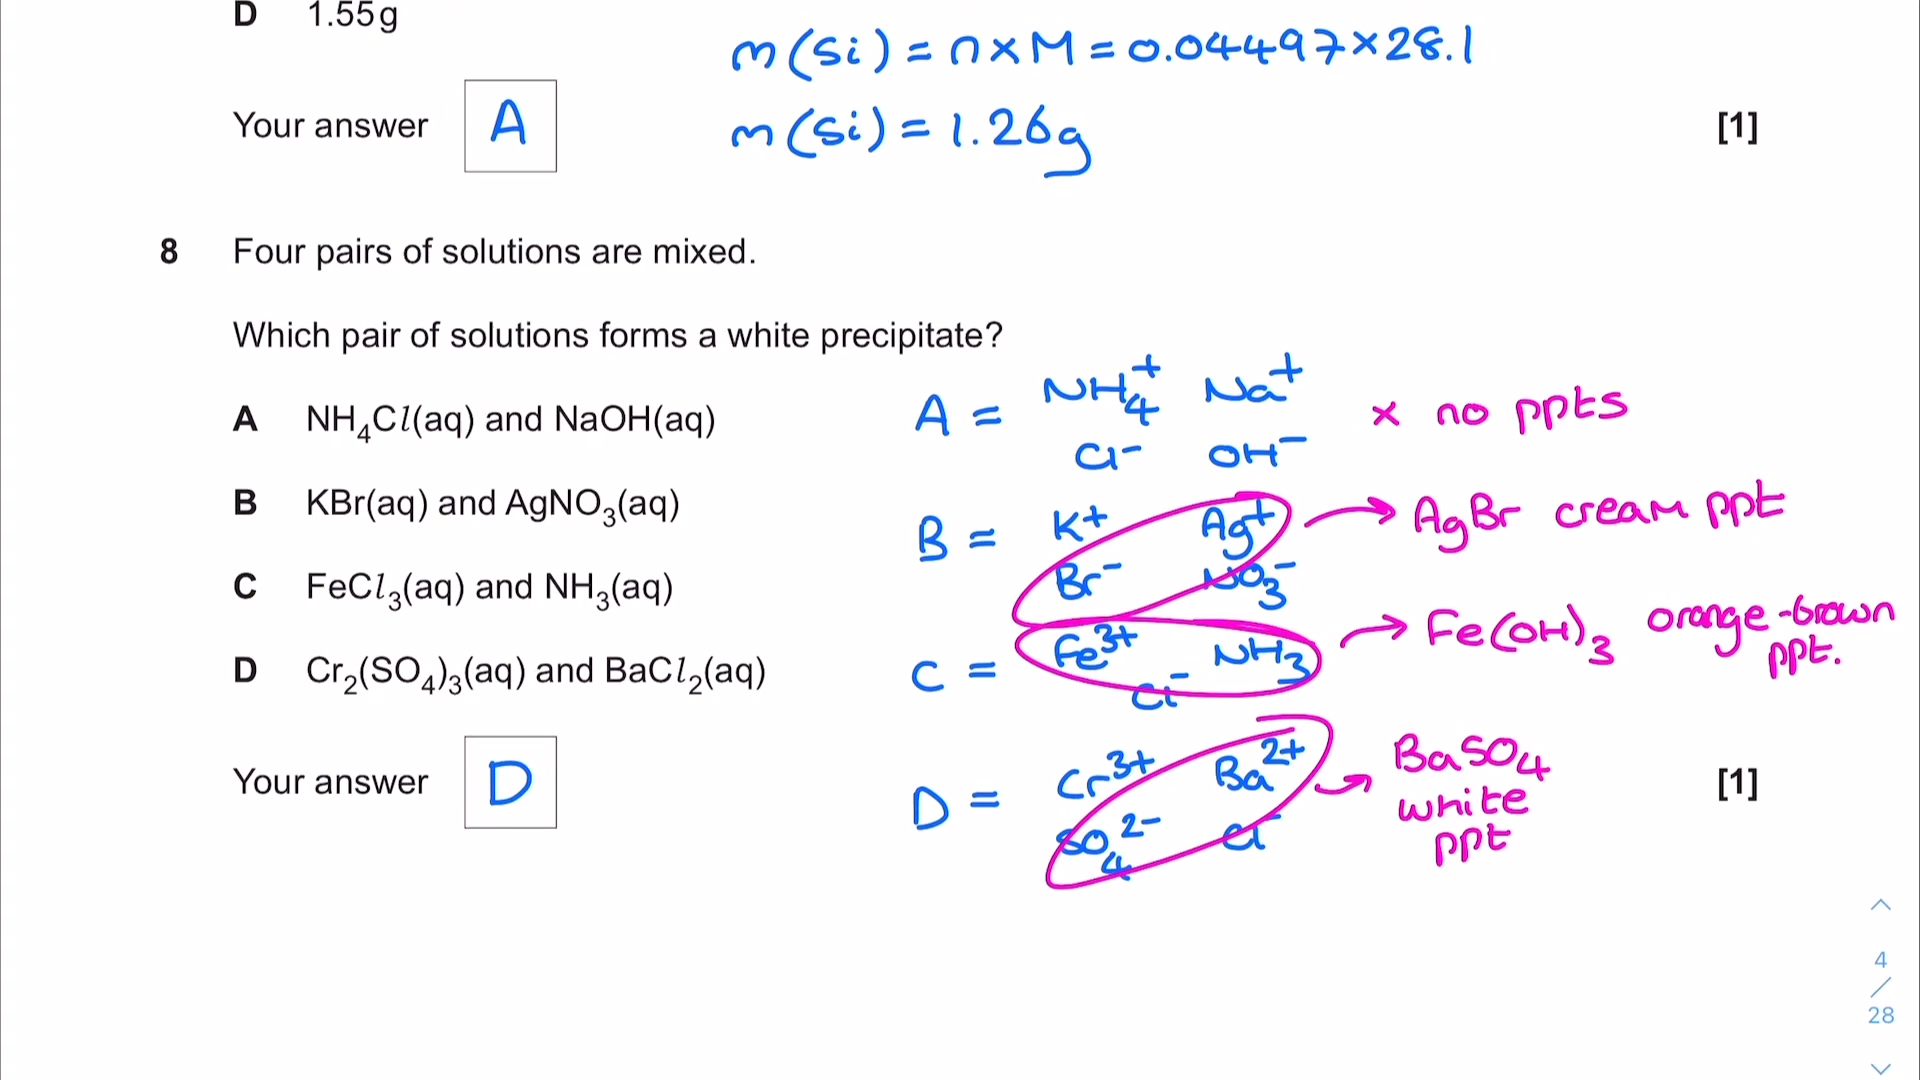 D 1.55g
m(Si) = n×M = 0.04497×28.1
Your answer A m(Si) = 1.26g [1]
8 Four pairs of solutions are mixed.
Which pair of solutions forms a white precipitate?
A NH₄Cl(aq) and NaOH(aq)
B KBr(aq) and AgNO₃(aq)
C FeCl₃(aq) and NH₃(aq)
D Cr₂(SO₄)₃(aq) and BaCl₂(aq)
Your answer D [1]
A = NH₄⁺ Na⁺ × no ppts
Cl⁻ OH⁻
B = K⁺ Ag⁺ → AgBr cream ppt
Br⁻ NO₃⁻
C = Fe³⁺ NH₃ → Fe(OH)₃ orange-brown
Cl⁻ ppt.
D = Cr³⁺ Ba²⁺ → BaSO₄
SO₄²⁻ Cl⁻ white
ppt
4
/
28